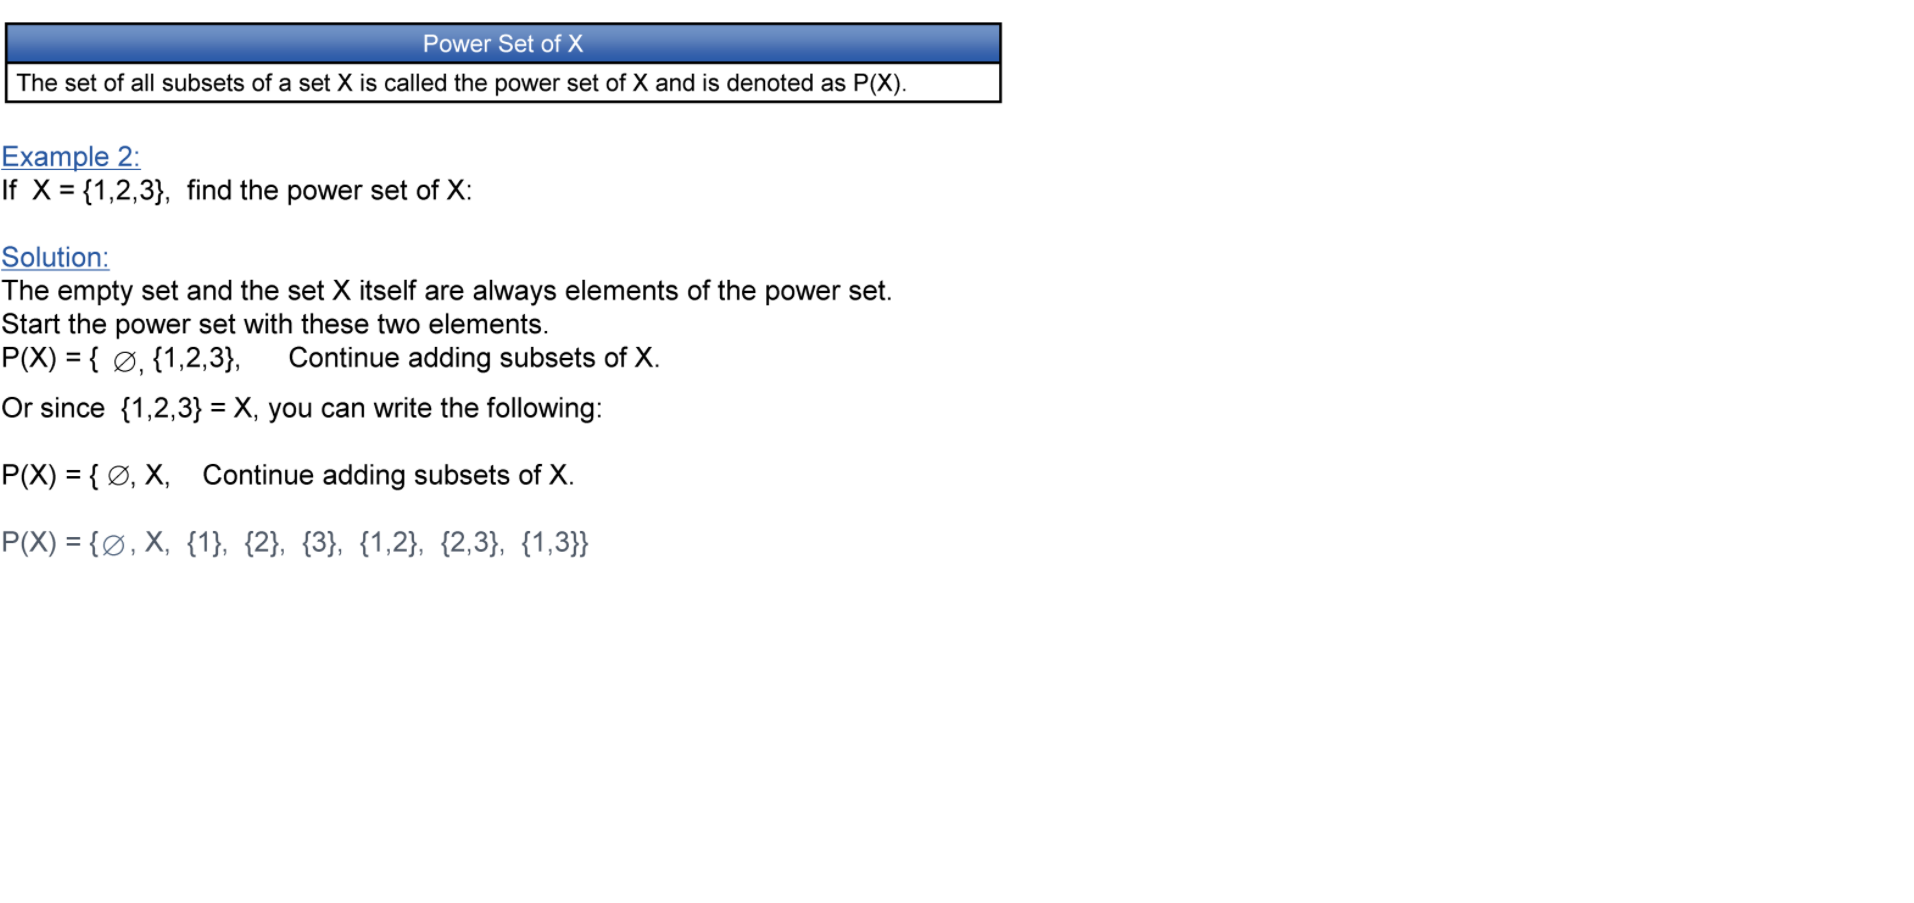 Power Set of X
The set of all subsets of a set X is called the power set of X and is denoted as P(X).
Example 2:
If X = {1,2,3}, find the power set of X:
Solution:
The empty set and the set X itself are always elements of the power set.
Start the power set with these two elements.
P(X) = { ∅, {1,2,3}, Continue adding subsets of X.
Or since {1,2,3} = X, you can write the following:
P(X) = { ∅, X, Continue adding subsets of X.
P(X) = {∅, X, {1}, {2}, {3}, {1,2}, {2,3}, {1,3}}